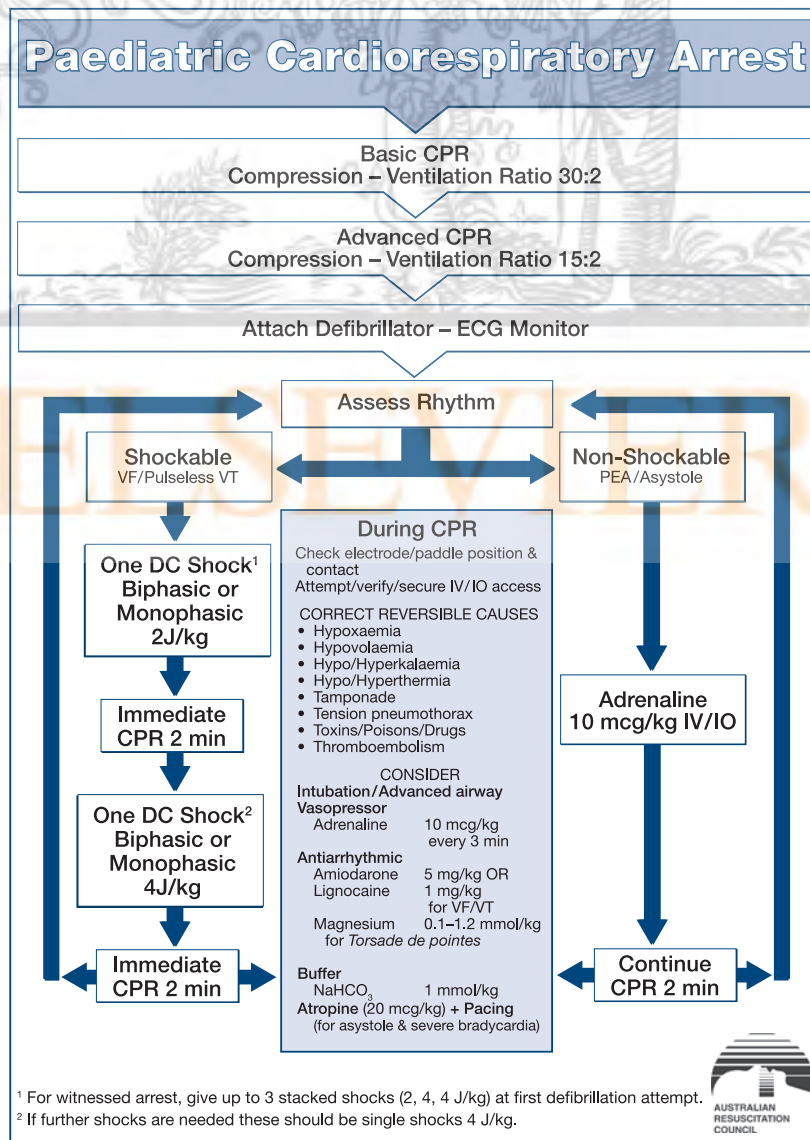 Paediatric Cardiorespiratory Arrest
Basic CPR
Compression – Ventilation Ratio 30:2
Advanced CPR
Compression – Ventilation Ratio 15:2
Attach Defibrillator – ECG Monitor
Assess Rhythm
Shockable
VF/Pulseless VT
Non-Shockable
PEA/Asystole
One DC Shock¹
Biphasic or
Monophasic
2J/kg
Immediate
CPR 2 min
One DC Shock²
Biphasic or
Monophasic
4J/kg
Immediate
CPR 2 min
During CPR
Check electrode/paddle position &
contact
Attempt/verify/secure IV/IO access
CORRECT REVERSIBLE CAUSES
• Hypoxaemia
• Hypovolaemia
• Hypo/Hyperkalaemia
• Hypo/Hyperthermia
• Tamponade
• Tension pneumothorax
• Toxins/Poisons/Drugs
• Thromboembolism
CONSIDER
Intubation/Advanced airway
Vasopressor
Adrenaline 10 mcg/kg
every 3 min
Antiarrhythmic
Amiodarone 5 mg/kg OR
Lignocaine 1 mg/kg
for VF/VT
Magnesium 0.1–1.2 mmol/kg
for Torsade de pointes
Buffer
NaHCO₃ 1 mmol/kg
Atropine (20 mcg/kg) + Pacing
(for asystole & severe bradycardia)
Adrenaline
10 mcg/kg IV/IO
Continue
CPR 2 min
¹ For witnessed arrest, give up to 3 stacked shocks (2, 4, 4 J/kg) at first defibrillation attempt.
² If further shocks are needed these should be single shocks 4 J/kg.
AUSTRALIAN
RESUSCITATION
COUNCIL
ELSEVIER